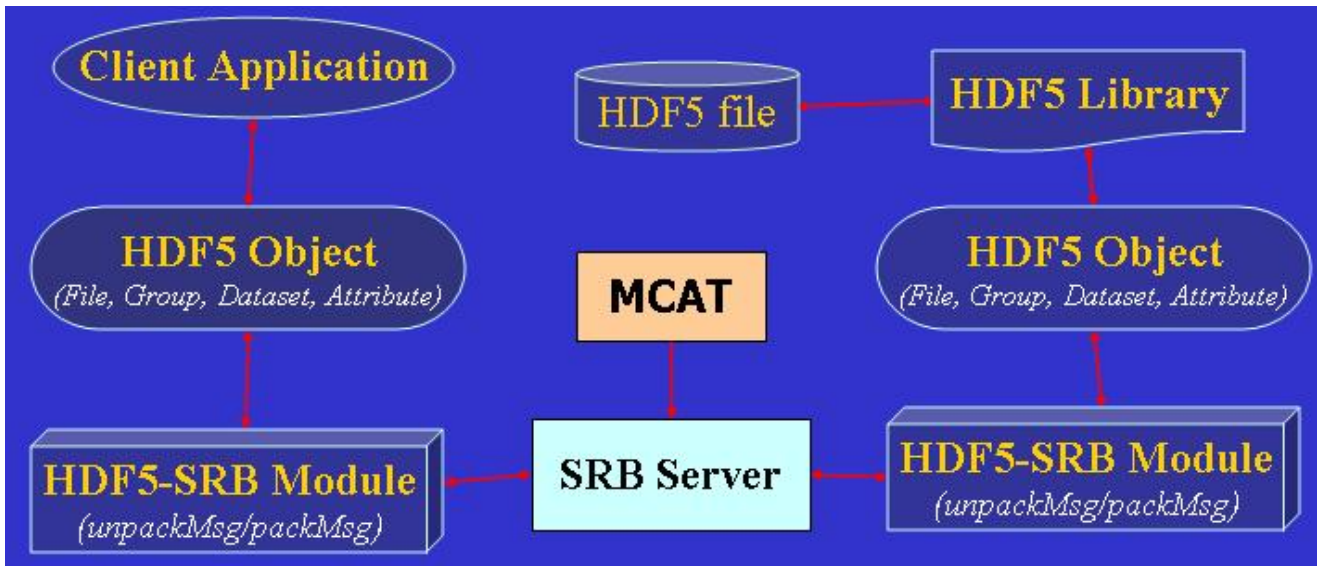 Client Application
HDF5 file
HDF5 Library
HDF5 Object
(File, Group, Dataset, Attribute)
MCAT
HDF5 Object
(File, Group, Dataset, Attribute)
HDF5-SRB Module
(unpackMsg/packMsg)
SRB Server
HDF5-SRB Module
(unpackMsg/packMsg)